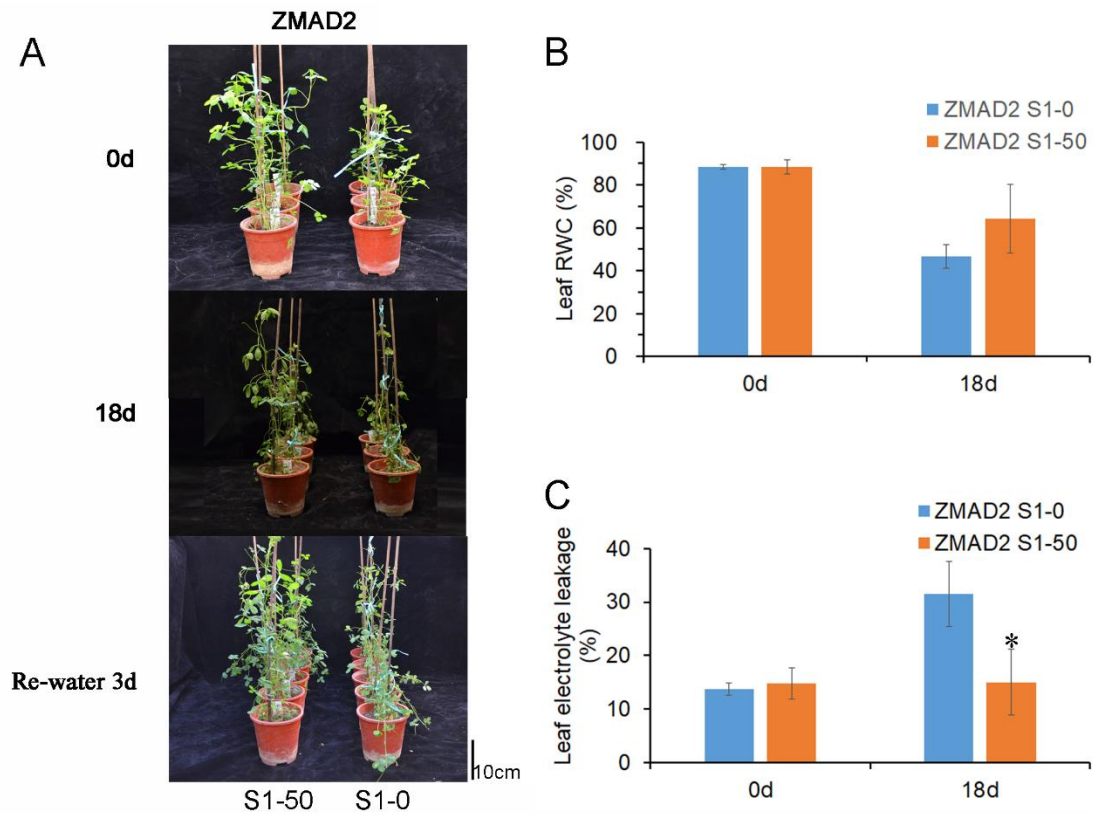 A
ZMAD2
0d
18d
Re-water 3d
10cm
S1-50
S1-0
B
ZMAD2 S1-0
ZMAD2 S1-50
Leaf RWC (%)
100
80
60
40
20
0
0d
18d
C
ZMAD2 S1-0
ZMAD2 S1-50
Leaf electrolyte leakage
(%)
40
30
20
10
0
*
0d
18d